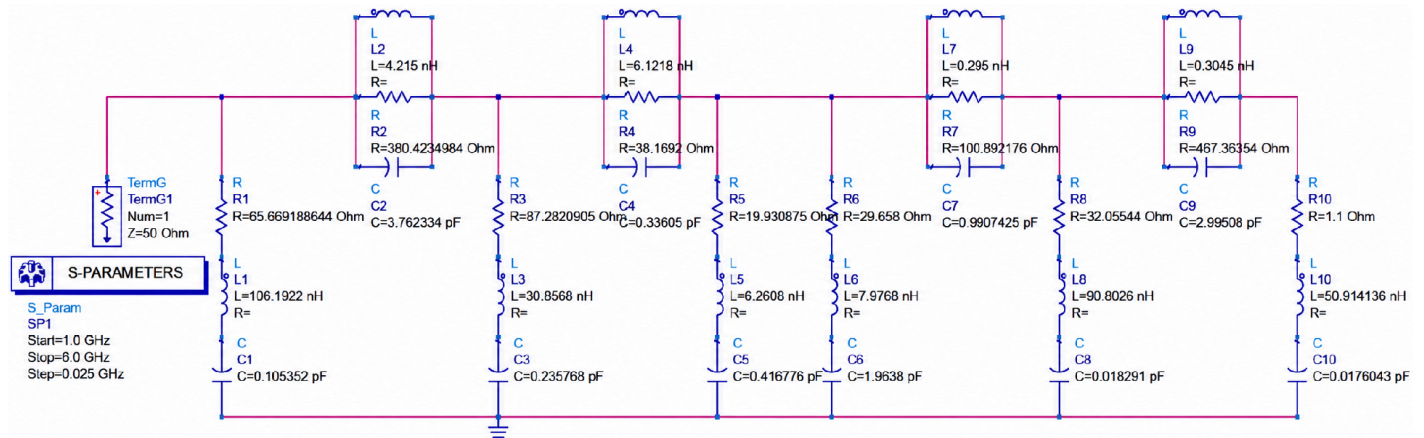 L
L2
L=4.215 nH
R=
R
R2
R=380.4234984 Ohm
C
C2
C=3.762334 pF
L
L4
L=6.1218 nH
R=
R
R4
R=38.1692 Ohm
C
C4
C=0.33605 pF
L
L7
L=0.295 nH
R=
R
R7
R=100.892176 Ohm
C
C7
C=0.9907425 pF
L
L9
L=0.3045 nH
R=
R
R9
R=467.36354 Ohm
C
C9
C=2.99508 pF
TermG
TermG1
Num=1
Z=50 Ohm
S-PARAMETERS
S_Param
SP1
Start=1.0 GHz
Stop=6.0 GHz
Step=0.025 GHz
R
R1
R=65.669188644 Ohm
L
L1
L=106.1922 nH
R=
C
C1
C=0.105352 pF
R
R3
R=87.2820905 Ohm
L
L3
L=30.8568 nH
R=
C
C3
C=0.235768 pF
R
R5
R=19.930875 Ohm
L
L5
L=6.2608 nH
R=
C
C5
C=0.416776 pF
R
R6
R=29.658 Ohm
L
L6
L=7.9768 nH
R=
C
C6
C=1.9638 pF
R
R8
R=32.05544 Ohm
L
L8
L=90.8026 nH
R=
C
C8
C=0.018291 pF
R
R10
R=1.1 Ohm
L
L10
L=50.914136 nH
R=
C
C10
C=0.0176043 pF